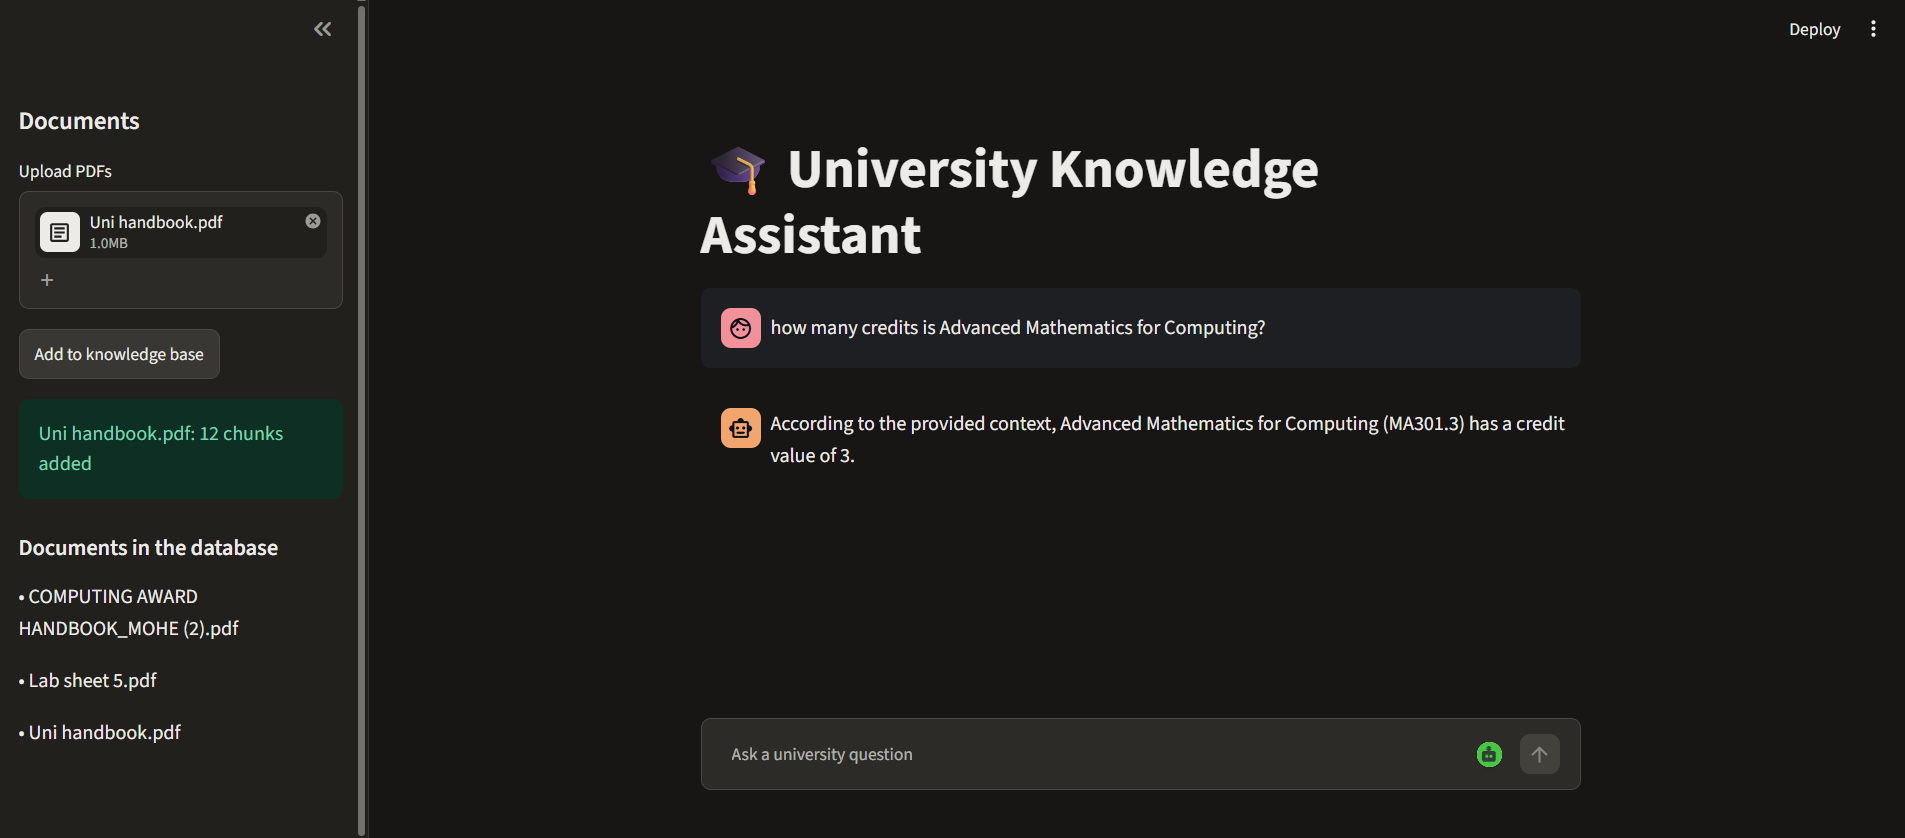 Deploy
Documents
Upload PDFs
Uni handbook.pdf
1.0MB
+
Add to knowledge base
Uni handbook.pdf: 12 chunks
added
Documents in the database
• COMPUTING AWARD
HANDBOOK_MOHE (2).pdf
• Lab sheet 5.pdf
• Uni handbook.pdf
University Knowledge
Assistant
how many credits is Advanced Mathematics for Computing?
According to the provided context, Advanced Mathematics for Computing (MA301.3) has a credit
value of 3.
Ask a university question